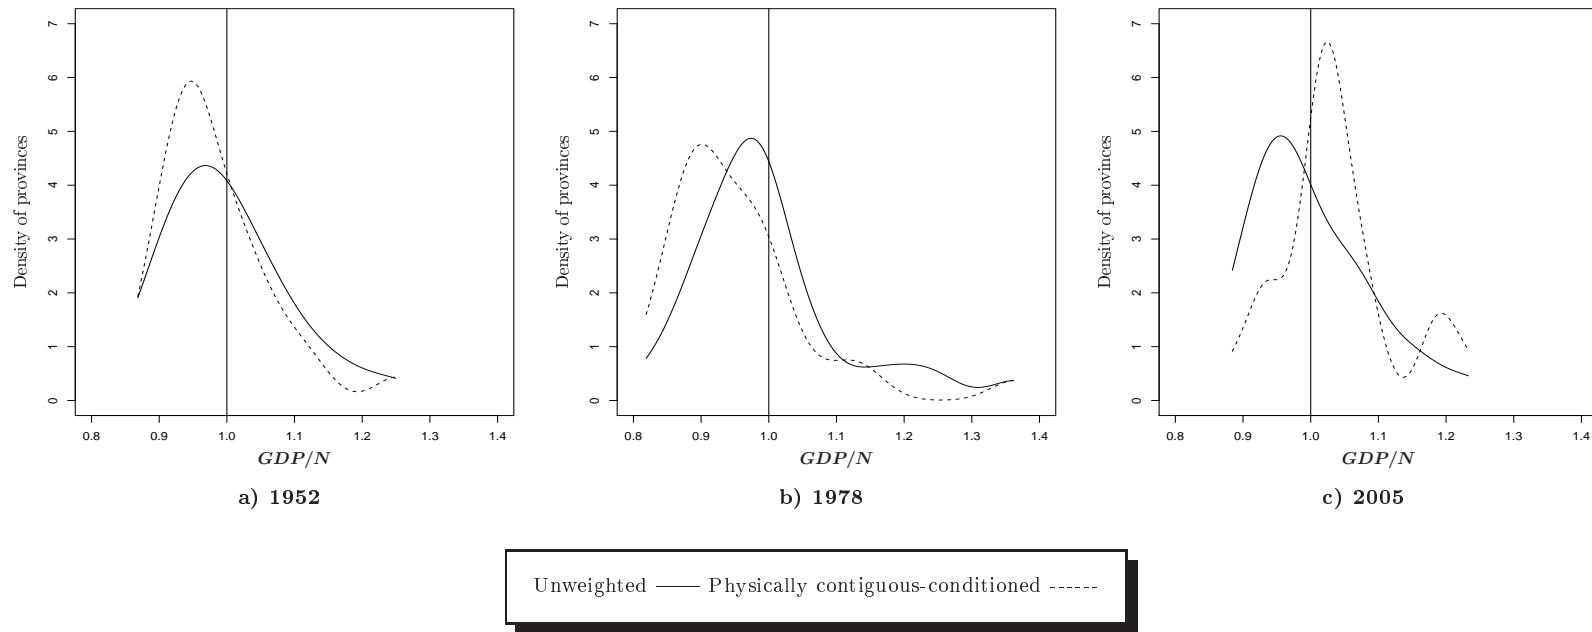 Density of provinces
0 1 2 3 4 5 6 7
0.8 0.9 1.0 1.1 1.2 1.3 1.4
GDP/N
a) 1952
Density of provinces
0 1 2 3 4 5 6 7
0.8 0.9 1.0 1.1 1.2 1.3 1.4
GDP/N
b) 1978
Density of provinces
0 1 2 3 4 5 6 7
0.8 0.9 1.0 1.1 1.2 1.3 1.4
GDP/N
c) 2005
Unweighted Physically contiguous-conditioned